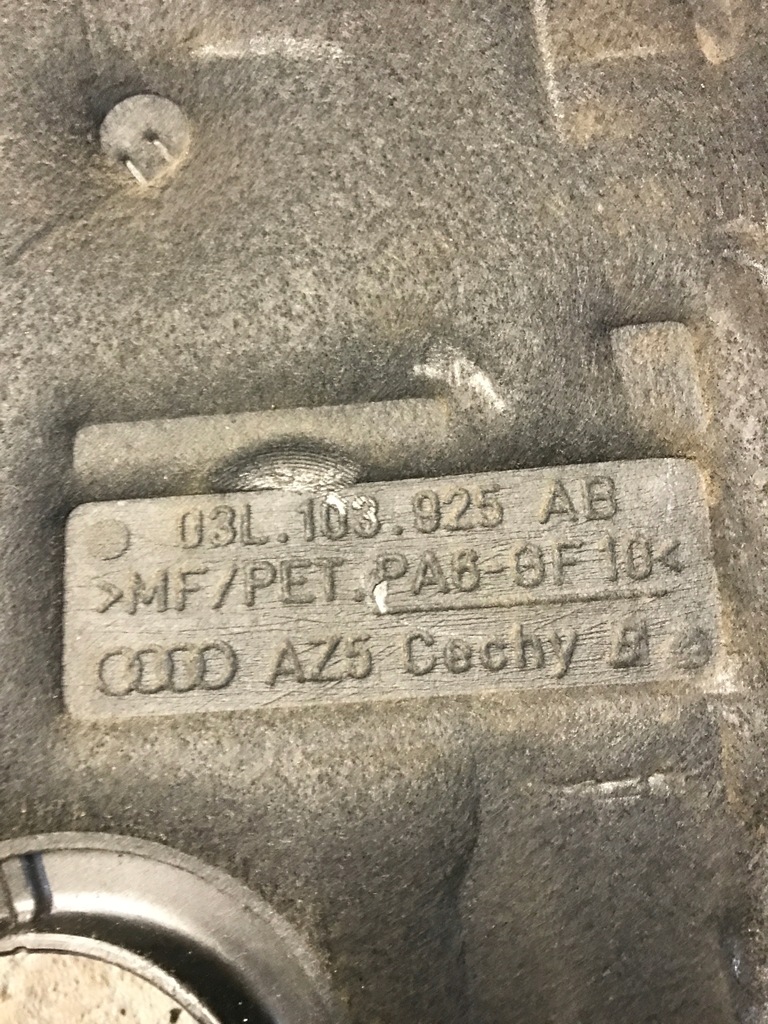 03L.103.925 AB
>MF/PET.PA6-GF10<
AZ5 Cechy